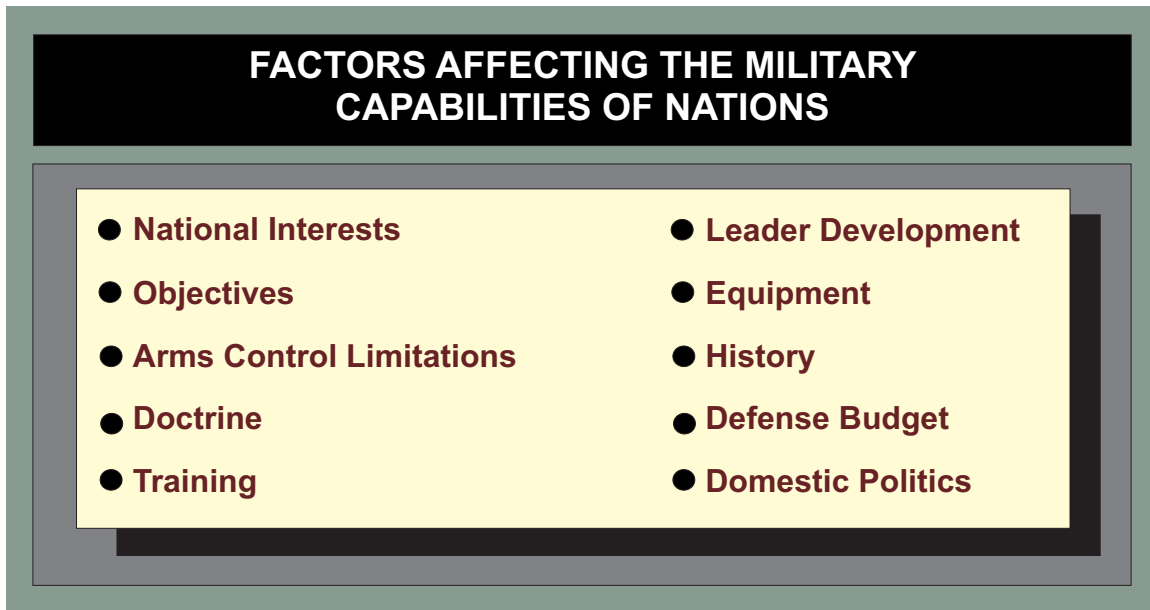 FACTORS AFFECTING THE MILITARY
CAPABILITIES OF NATIONS
● National Interests
● Objectives
● Arms Control Limitations
● Doctrine
● Training
● Leader Development
● Equipment
● History
● Defense Budget
● Domestic Politics